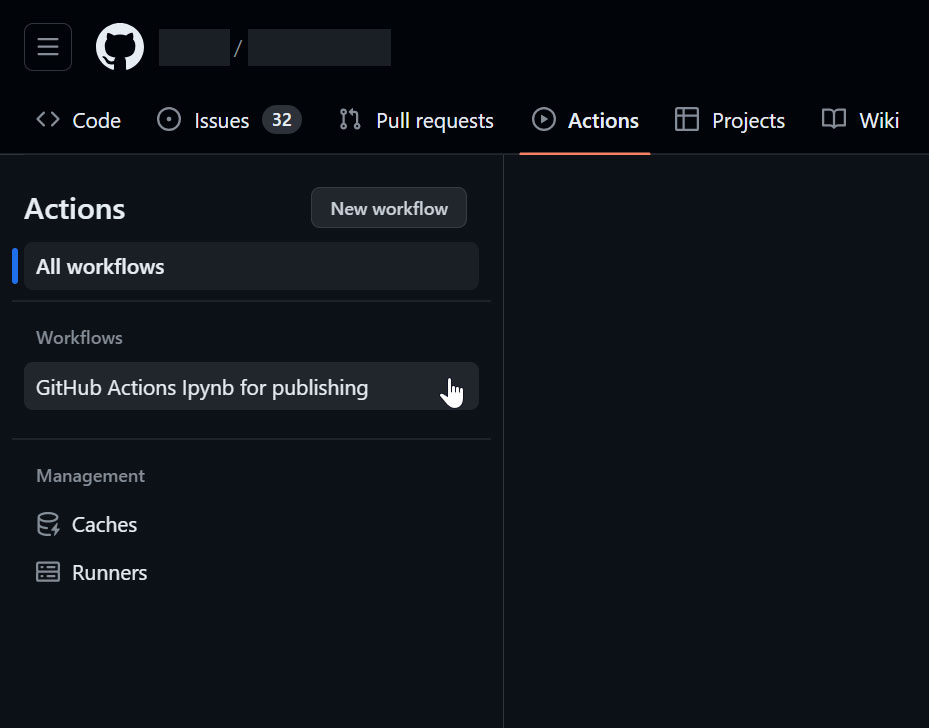 /
Code Issues 32 Pull requests Actions Projects Wiki
Actions New workflow
All workflows
Workflows
GitHub Actions Ipynb for publishing
Management
Caches
Runners